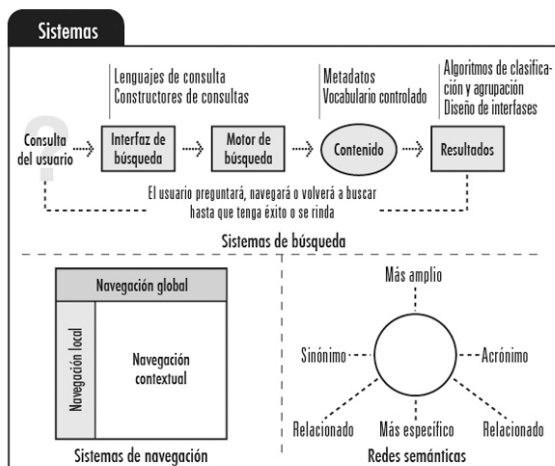 Sistemas
Lenguajes de consulta
Constructores de consultas
Metadatos
Vocabulario controlado
Algoritmos de clasifica-
ción y agrupación
Diseño de interfaces
?
Consulta
del usuario
Interfaz de
búsqueda
Motor de
búsqueda
Contenido
Resultados
El usuario preguntará, navegará o volverá a buscar
hasta que tenga éxito o se rinda
Sistemas de búsqueda
Navegación global
Navegación local
Navegación
contextual
Sistemas de navegación
Más amplio
Sinónimo
Acrónimo
Relacionado
Más específico
Relacionado
Redes semánticas